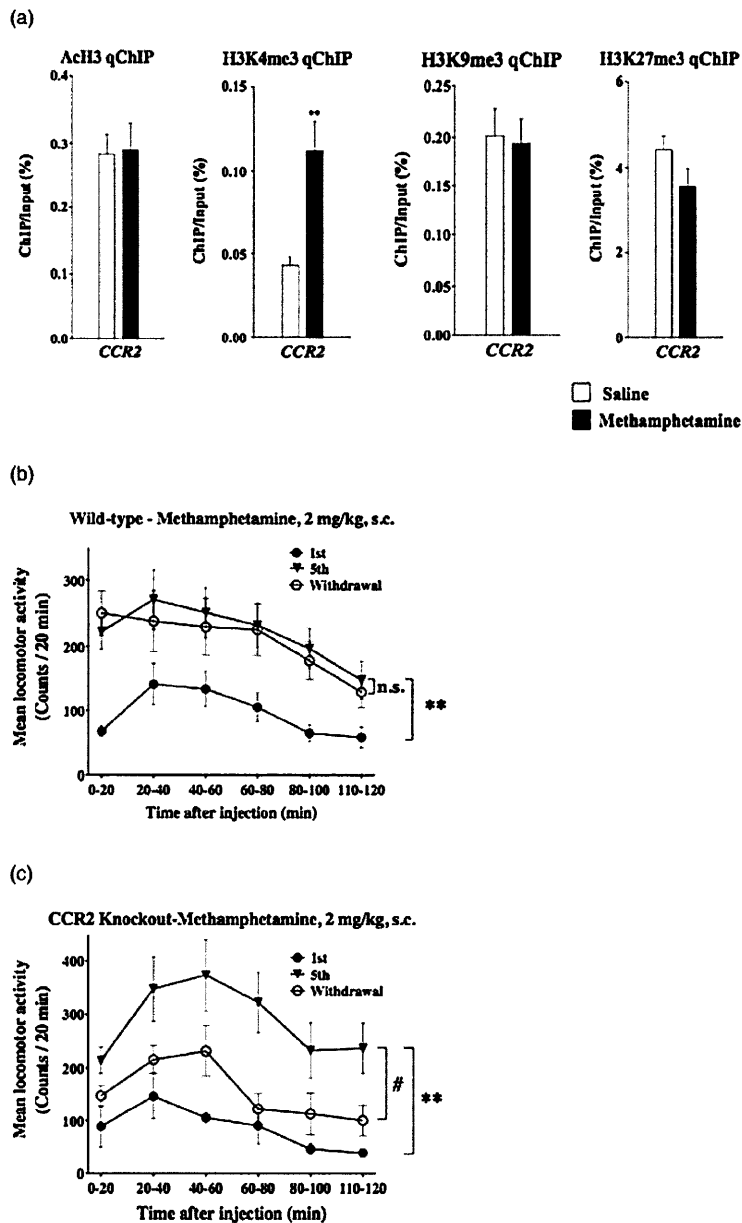 (a)
AcH3 qChIP
H3K4me3 qChIP
H3K9me3 qChIP
H3K27me3 qChIP
ChIP/Input (%)
0.4
0.3
0.2
0.1
0.0
CCR2
ChIP/Input (%)
0.15
0.10
0.05
0.00
**
CCR2
ChIP/Input (%)
0.25
0.20
0.15
0.10
0.05
0.00
CCR2
ChIP/Input (%)
6
4
2
0
CCR2
Saline
Methamphetamine
(b)
Wild-type - Methamphetamine, 2 mg/kg, s.c.
1st
5th
Withdrawal
Mean locomotor activity
(Counts / 20 min)
300
200
100
0
n.s.
**
0-20 20-40 40-60 60-80 80-100 110-120
Time after injection (min)
(c)
CCR2 Knockout-Methamphetamine, 2 mg/kg, s.c.
1st
5th
Withdrawal
Mean locomotor activity
(Counts / 20 min)
400
300
200
100
0
#
**
0-20 20-40 40-60 60-80 80-100 110-120
Time after injection (min)